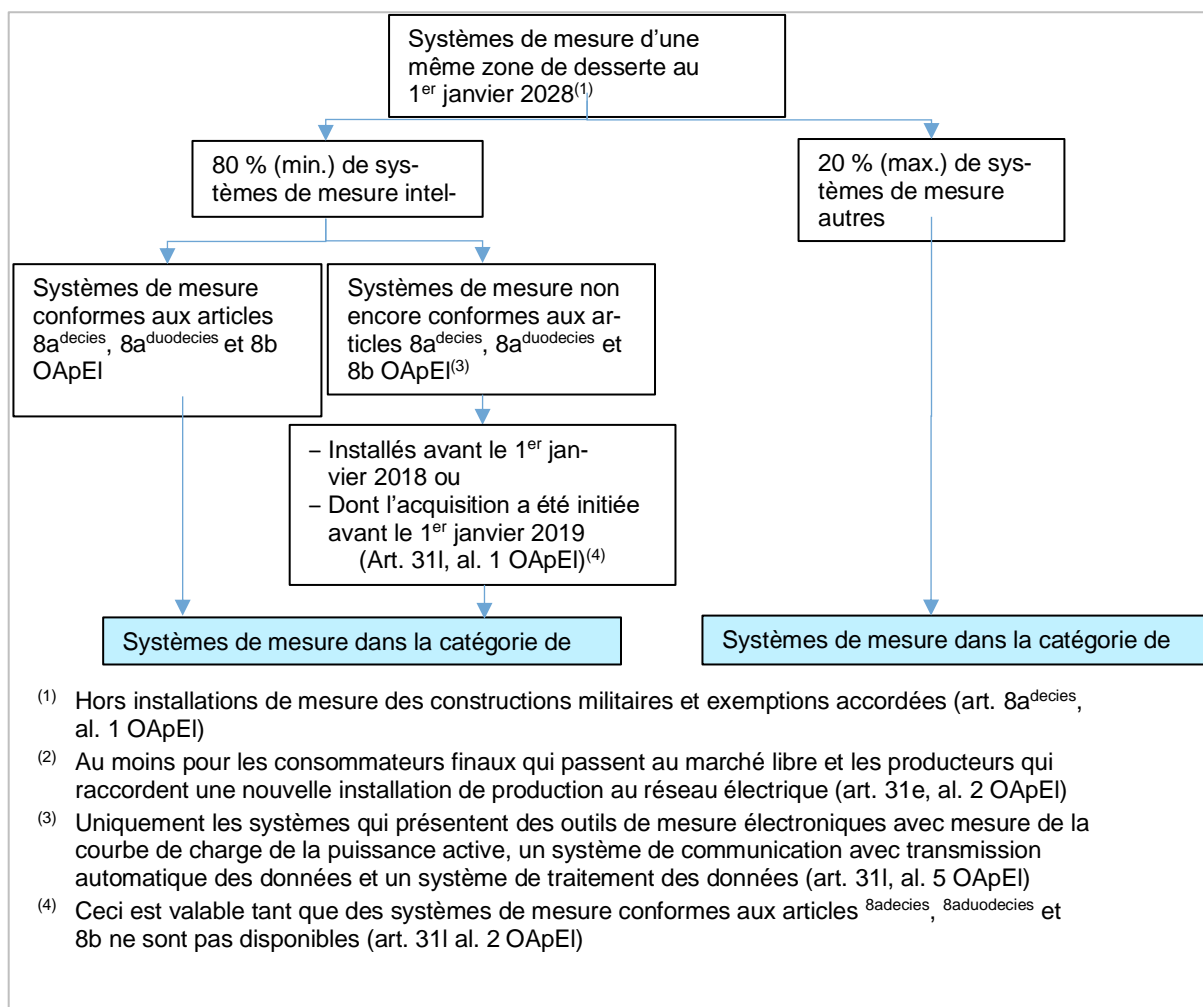 Systèmes de mesure d’une
même zone de desserte au
1er janvier 2028(1)
80 % (min.) de sys-
tèmes de mesure intel-
20 % (max.) de sys-
tèmes de mesure
autres
Systèmes de mesure
conformes aux articles
8adecies, 8aduodecies et 8b
OApEl
Systèmes de mesure non
encore conformes aux ar-
ticles 8adecies, 8aduodecies et
8b OApEl(3)
– Installés avant le 1er jan-
vier 2018 ou
– Dont l’acquisition a été initiée
avant le 1er janvier 2019
(Art. 31l, al. 1 OApEl)(4)
Systèmes de mesure dans la catégorie de
Systèmes de mesure dans la catégorie de
(1) Hors installations de mesure des constructions militaires et exemptions accordées (art. 8adecies,
al. 1 OApEl)
(2) Au moins pour les consommateurs finaux qui passent au marché libre et les producteurs qui
raccordent une nouvelle installation de production au réseau électrique (art. 31e, al. 2 OApEl)
(3) Uniquement les systèmes qui présentent des outils de mesure électroniques avec mesure de la
courbe de charge de la puissance active, un système de communication avec transmission
automatique des données et un système de traitement des données (art. 31l, al. 5 OApEl)
(4) Ceci est valable tant que des systèmes de mesure conformes aux articles 8adecies, 8aduodecies et
8b ne sont pas disponibles (art. 31l al. 2 OApEl)